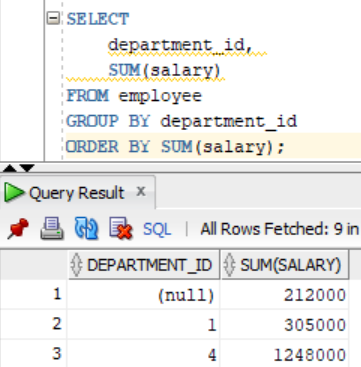 SELECT
department_id,
SUM(salary)
FROM employee
GROUP BY department_id
ORDER BY SUM(salary);
Query Result x
SQL | All Rows Fetched: 9 in
DEPARTMENT_ID SUM(SALARY)
1 (null) 212000
2 1 305000
3 4 1248000